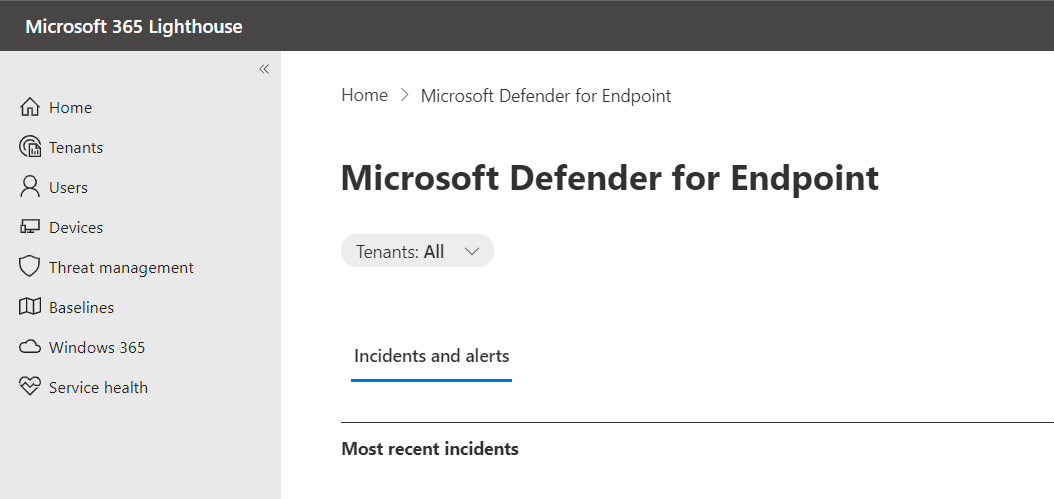 Microsoft 365 Lighthouse
Home
Tenants
Users
Devices
Threat management
Baselines
Windows 365
Service health
Home > Microsoft Defender for Endpoint
Microsoft Defender for Endpoint
Tenants: All
Incidents and alerts
Most recent incidents